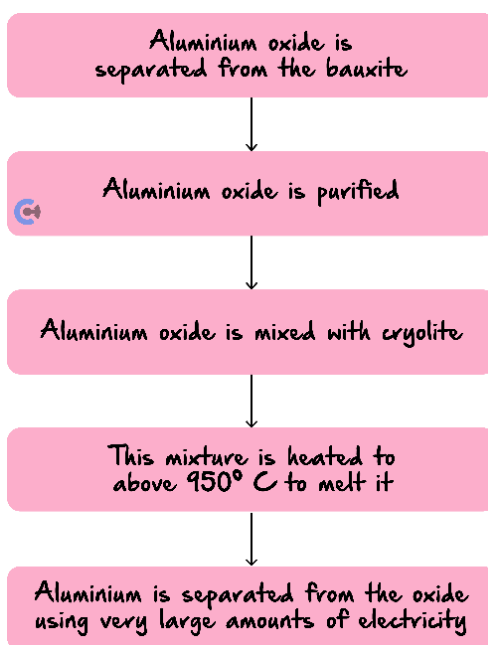 Aluminium oxide is
separated from the bauxite
Aluminium oxide is purified
Aluminium oxide is mixed with cryolite
This mixture is heated to
above 950° C to melt it
Aluminium is separated from the oxide
using very large amounts of electricity